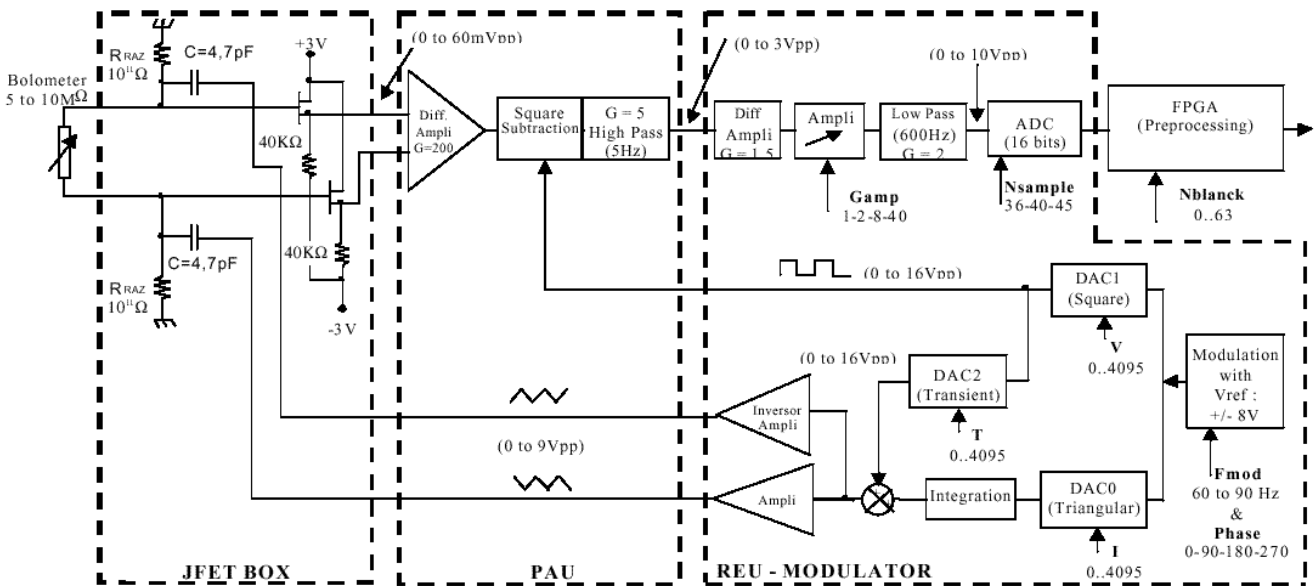 R RAZ
10¹¹Ω
C=4,7pF
Bolometer
5 to 10MΩ
+3V
40KΩ
40KΩ
C=4,7pF
R RAZ
10¹¹Ω
-3V
JFET BOX
(0 to 60mVpp)
Diff.
Ampli
G=200
Square
Subtraction
G = 5
High Pass
(5Hz)
(0 to 9Vpp)
PAU
(0 to 3Vpp)
Diff
Ampli
G = 1.5
Ampli
Gamp
1-2-8-40
Low Pass
(600Hz)
G = 2
(0 to 10Vpp)
ADC
(16 bits)
Nsample
36-40-45
FPGA
(Preprocessing)
Nblanck
0..63
(0 to 16Vpp)
DAC1
(Square)
V
0..4095
(0 to 16Vpp)
DAC2
(Transient)
T
0..4095
Modulation
with
Vref :
+/- 8V
Fmod
60 to 90 Hz
&
Phase
0-90-180-270
Inversor
Ampli
Ampli
Integration
DAC0
(Triangular)
I
0..4095
REU - MODULATOR